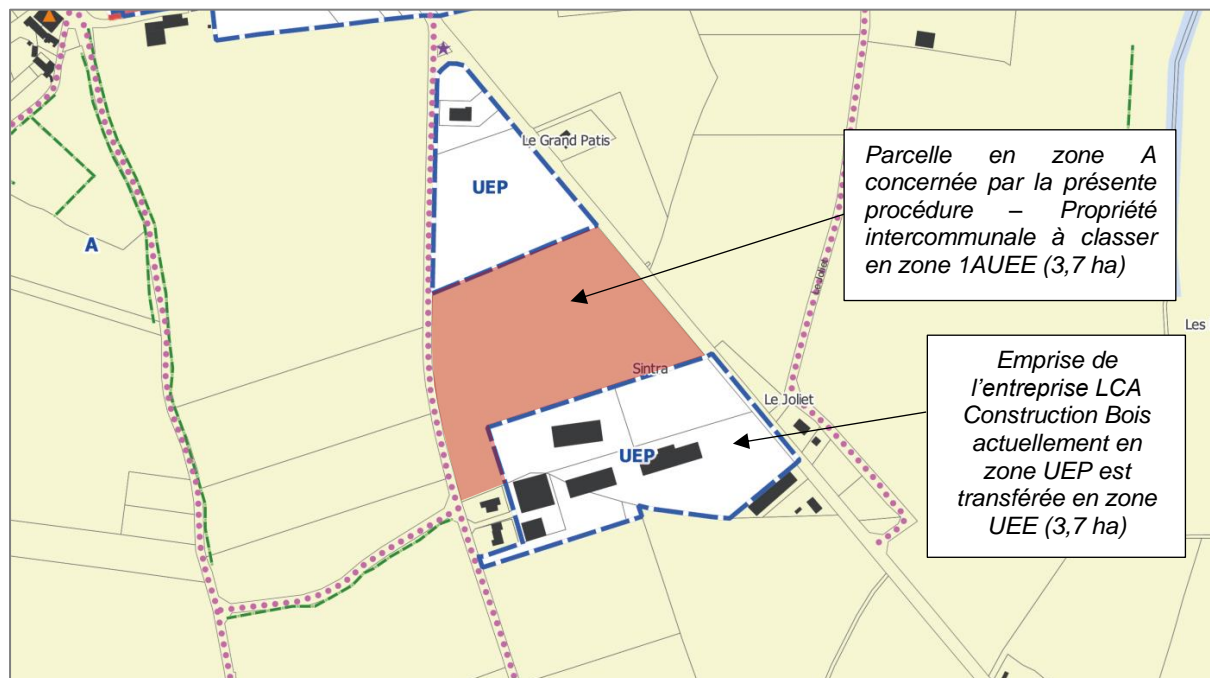 Le Grand Patis
UEP
A
Parcelle en zone A
concernée par la présente
procédure – Propriété
intercommunale à classer
en zone 1AUEE (3,7 ha)
Le Joliet
Les
Sintra
Le Joliet
UEP
Emprise de
l’entreprise LCA
Construction Bois
actuellement en
zone UEP est
transférée en zone
UEE (3,7 ha)